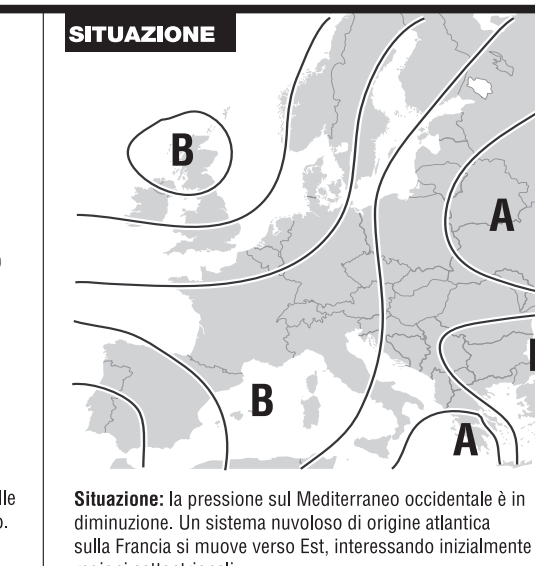 SITUAZIONE
B
A
B
A
lle
o.
Situazione: la pressione sul Mediterraneo occidentale è in
diminuzione. Un sistema nuvoloso di origine atlantica
sulla Francia si muove verso Est, interessando inizialmente